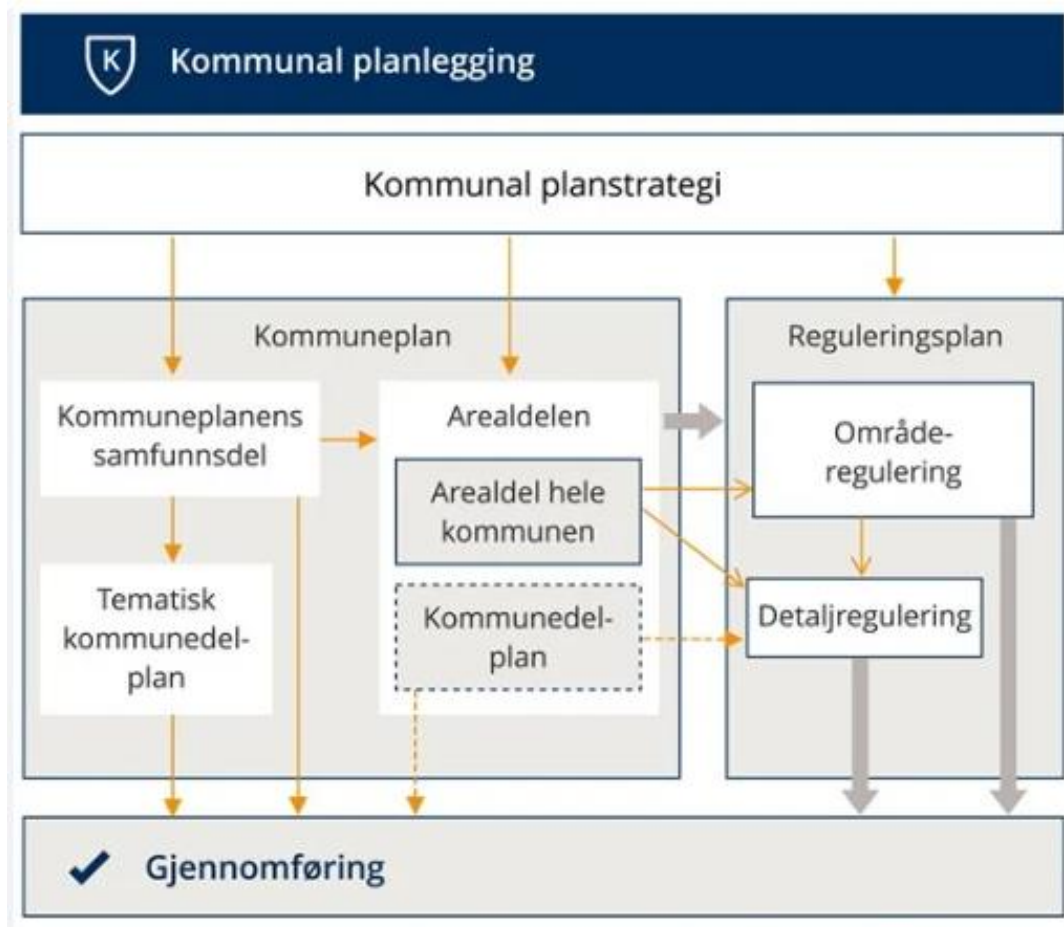 K
Kommunal planlegging
Kommunal planstrategi
Kommuneplan
Kommuneplanens
samfunnsdel
Tematisk
kommunedel-
plan
Arealdelen
Arealdel hele
kommunen
Kommunedel-
plan
Reguleringsplan
Område-
regulering
Detaljregulering
Gjennomføring